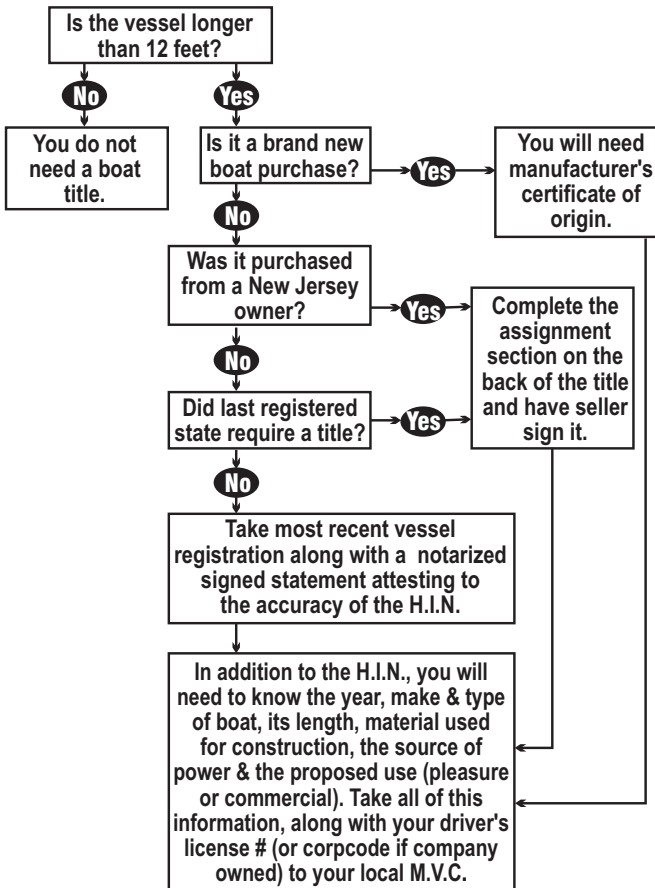 Is the vessel longer
than 12 feet?
No
Yes
You do not
need a boat
title.
Is it a brand new
boat purchase?
Yes
You will need
manufacturer's
certificate of
origin.
No
Was it purchased
from a New Jersey
owner?
Yes
Complete the
assignment
section on the
back of the title
and have seller
sign it.
No
Did last registered
state require a title?
Yes
No
Take most recent vessel
registration along with a notarized
signed statement attesting to
the accuracy of the H.I.N.
In addition to the H.I.N., you will
need to know the year, make & type
of boat, its length, material used
for construction, the source of
power & the proposed use (pleasure
or commercial). Take all of this
information, along with your driver's
license # (or corpcode if company
owned) to your local M.V.C.